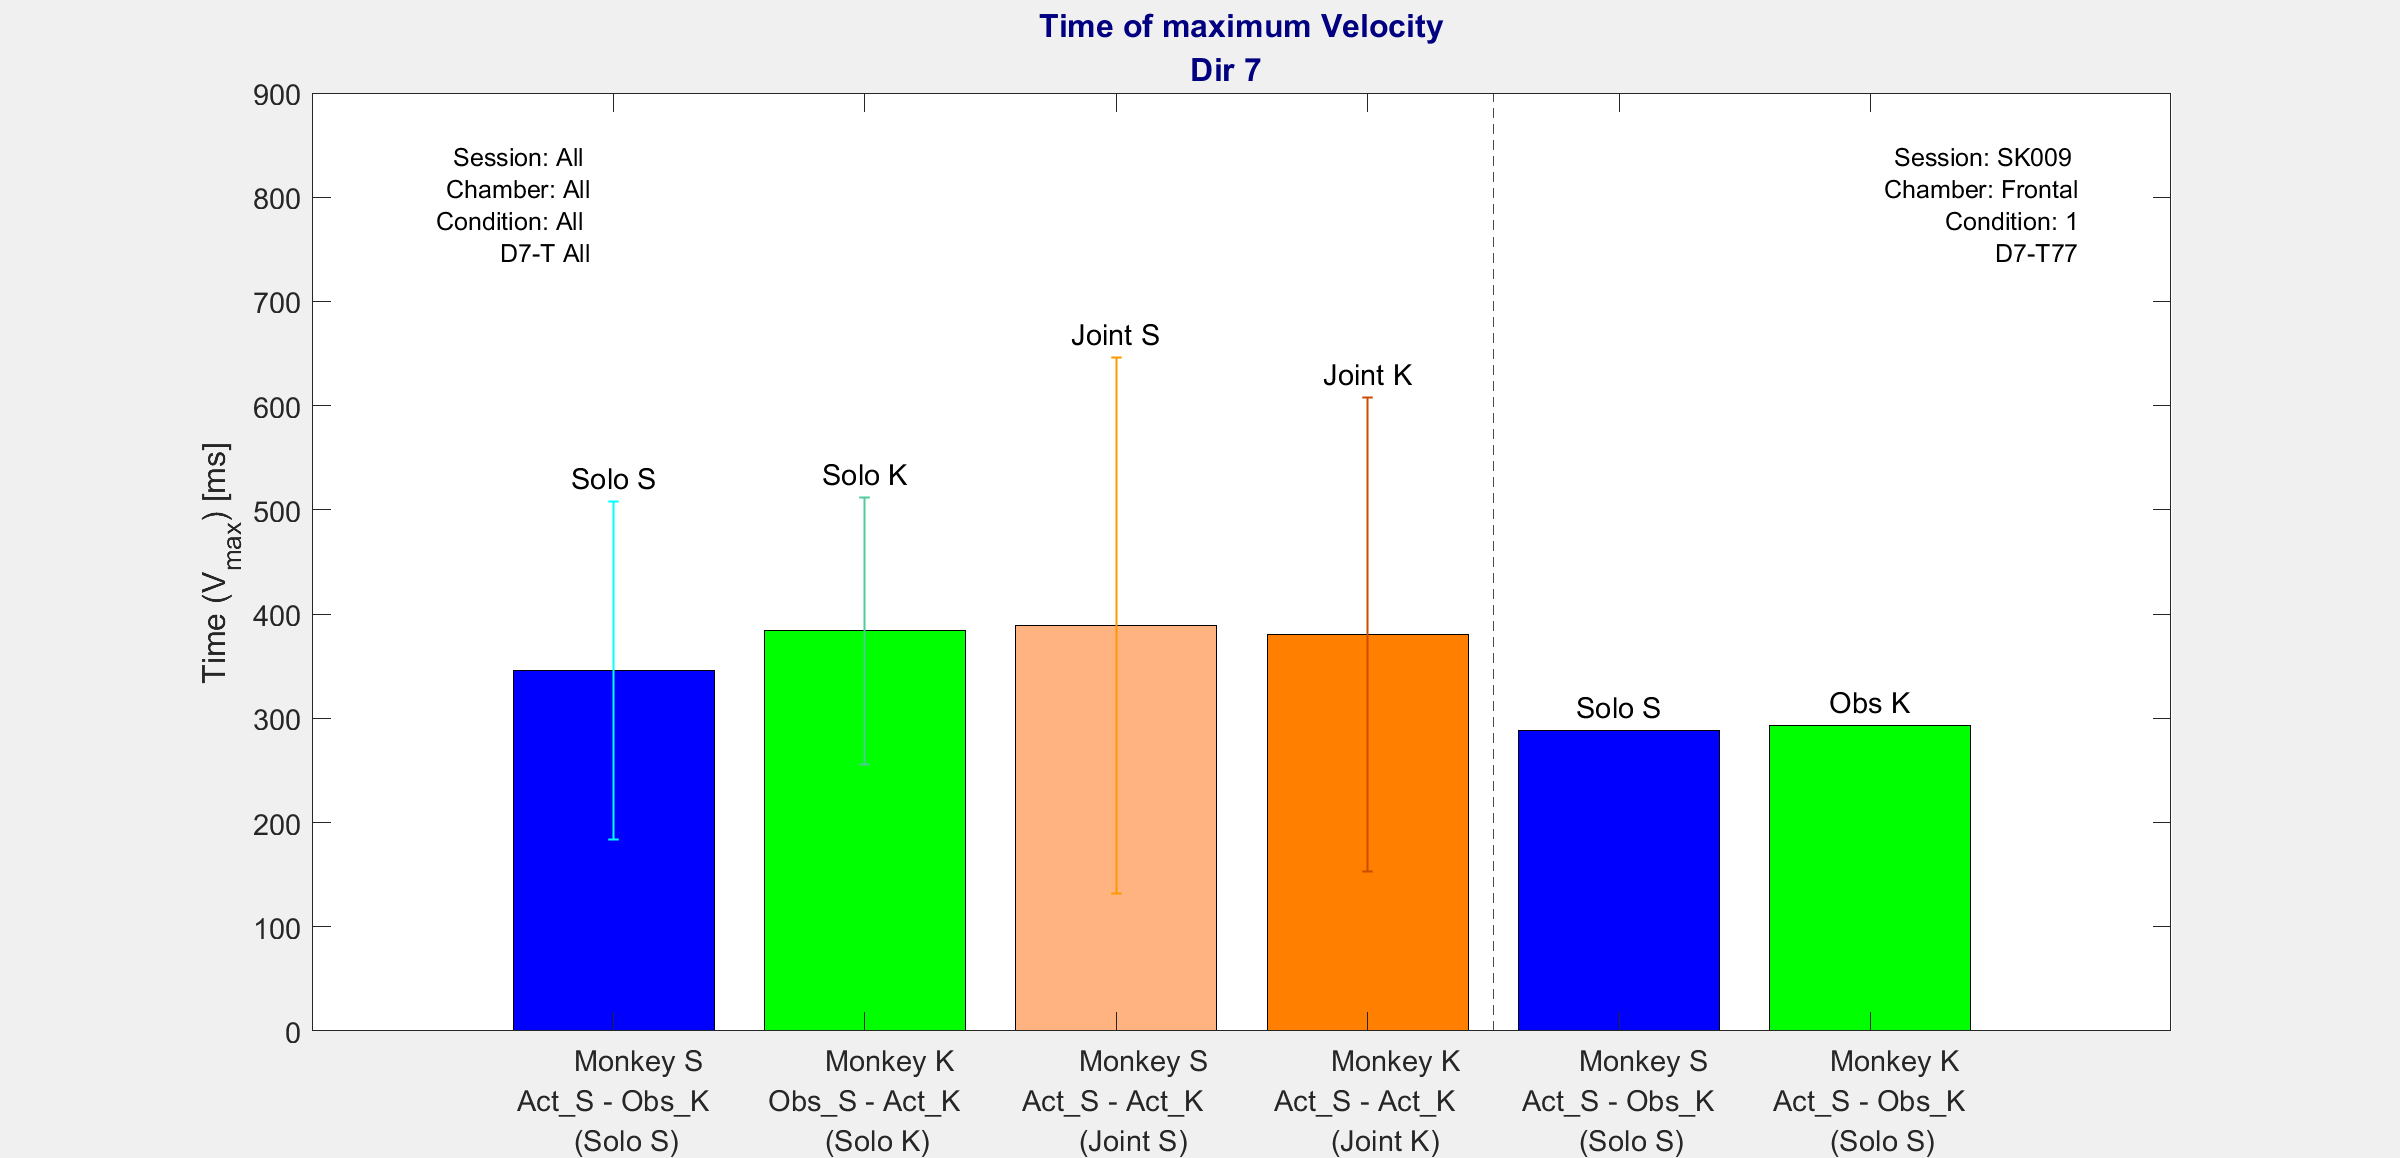 Time of maximum Velocity
Dir 7
Time (Vmax) [ms]
900
800
700
600
500
400
300
200
100
0
Session: All
Chamber: All
Condition: All
D7-T All
Session: SK009
Chamber: Frontal
Condition: 1
D7-T77
Solo S
Solo K
Joint S
Joint K
Solo S
Obs K
Monkey S
Act_S - Obs_K
(Solo S)
Monkey K
Obs_S - Act_K
(Solo K)
Monkey S
Act_S - Act_K
(Joint S)
Monkey K
Act_S - Act_K
(Joint K)
Monkey S
Act_S - Obs_K
(Solo S)
Monkey K
Act_S - Obs_K
(Solo S)